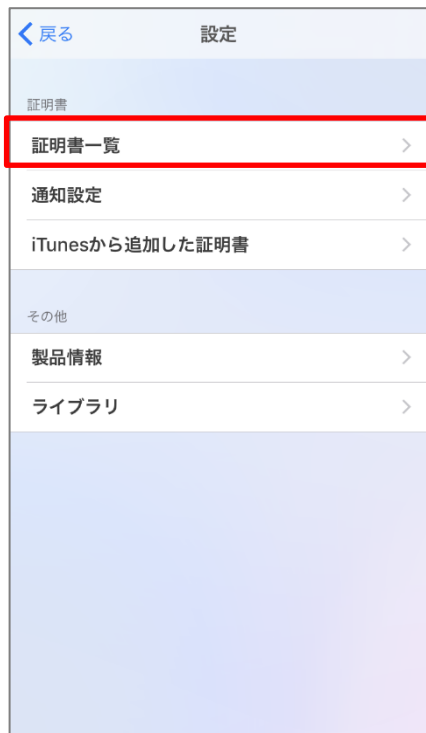 戻る 設定
証明書
証明書一覧
通知設定
iTunesから追加した証明書
その他
製品情報
ライブラリ